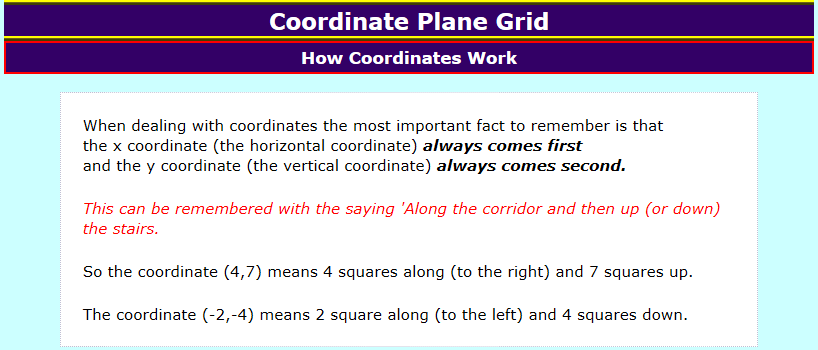 Coordinate Plane Grid
How Coordinates Work
When dealing with coordinates the most important fact to remember is that
the x coordinate (the horizontal coordinate) always comes first
and the y coordinate (the vertical coordinate) always comes second.
This can be remembered with the saying 'Along the corridor and then up (or down)
the stairs.
So the coordinate (4,7) means 4 squares along (to the right) and 7 squares up.
The coordinate (-2,-4) means 2 square along (to the left) and 4 squares down.